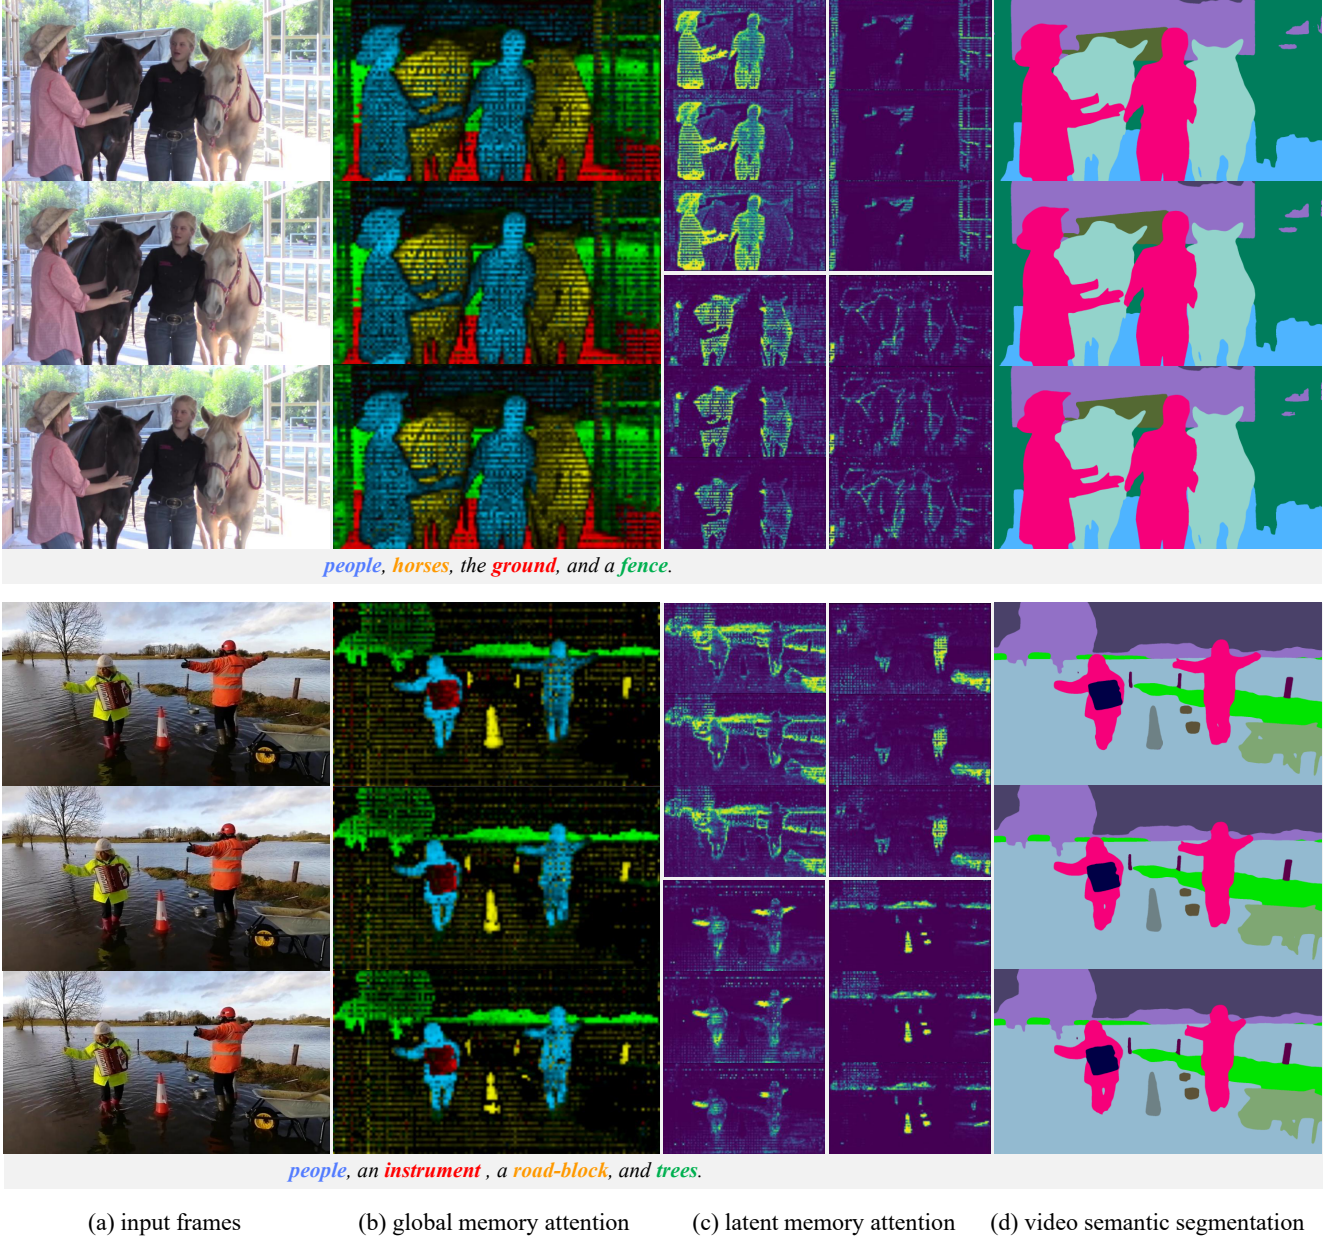 people, horses, the ground, and a fence.
people, an instrument , a road-block, and trees.
(a) input frames (b) global memory attention (c) latent memory attention (d) video semantic segmentation